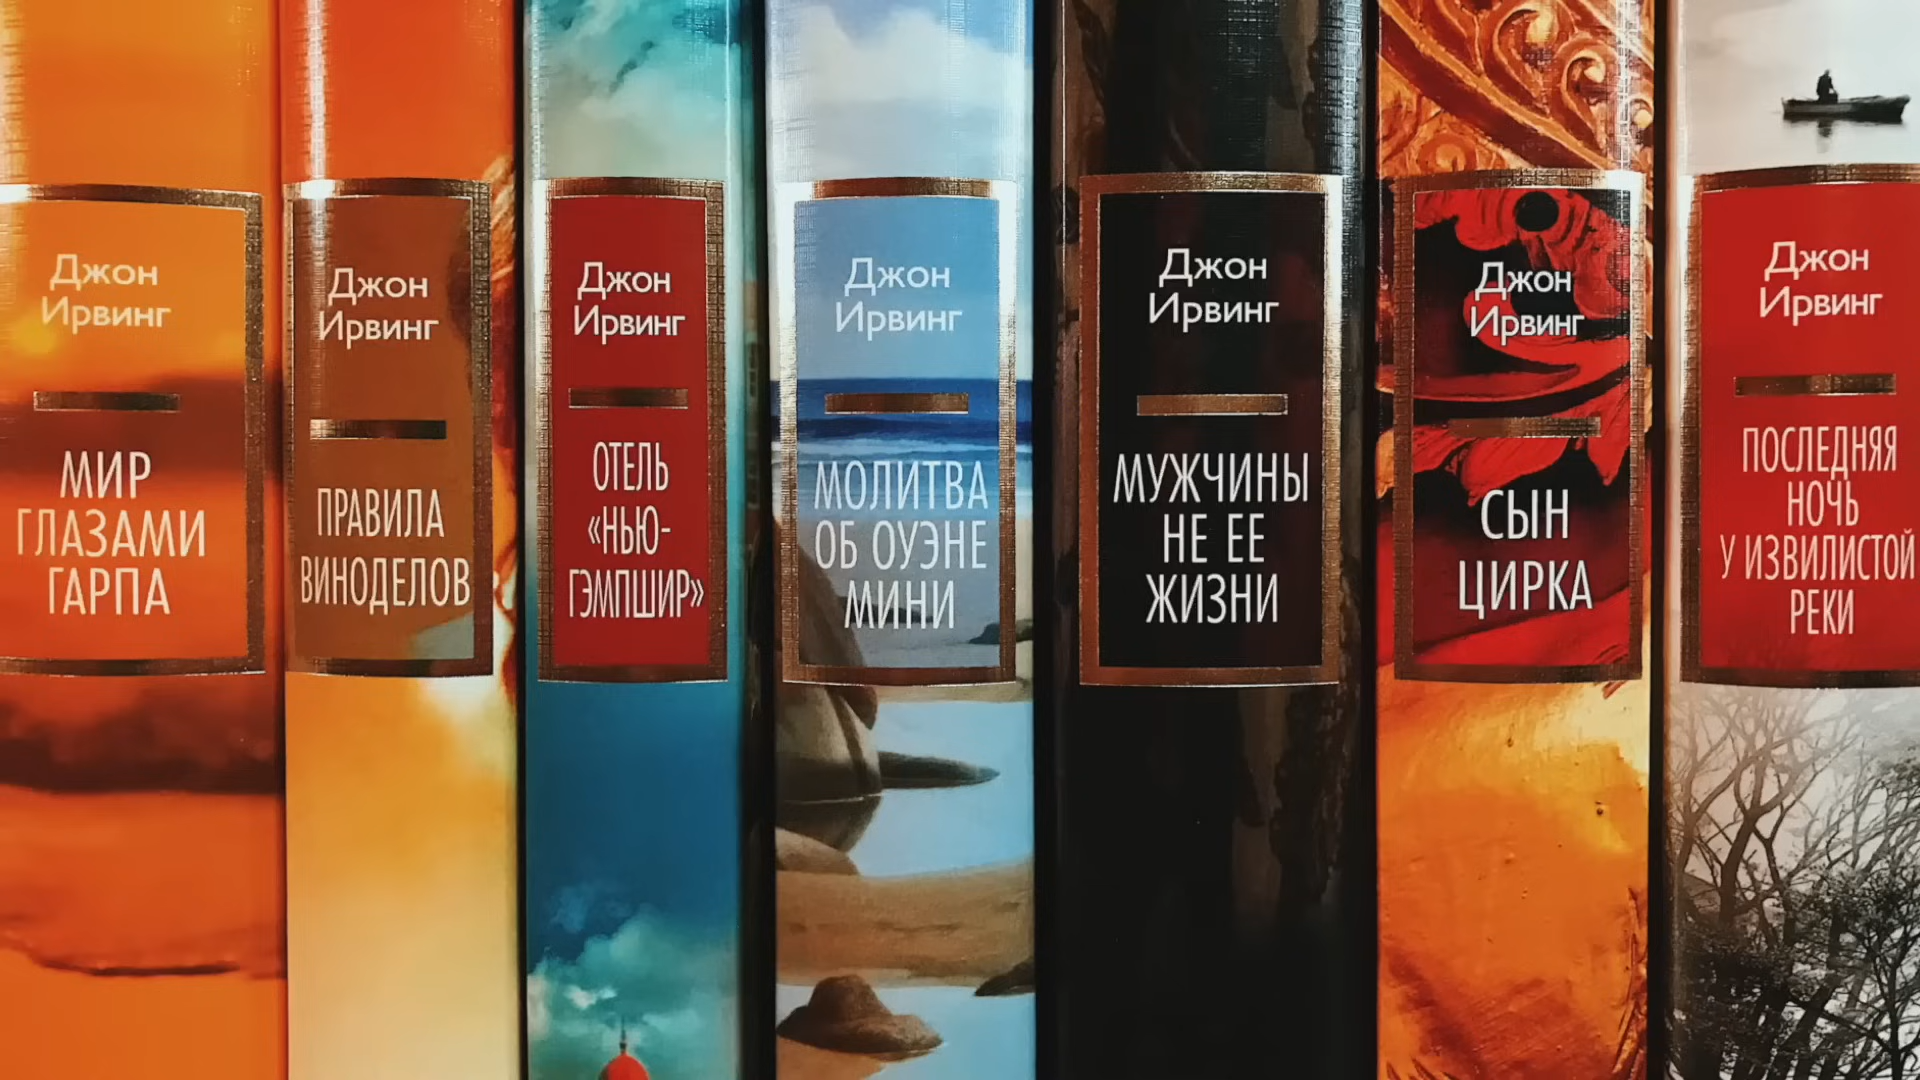 Джон
Ирвинг
МИР
ГЛАЗАМИ
ГАРПА
Джон
Ирвинг
ПРАВИЛА
ВИНОДЕЛОВ
Джон
Ирвинг
ОТЕЛЬ
«НЬЮ-
ГЭМПШИР»
Джон
Ирвинг
МОЛИТВА
ОБ ОУЭНЕ
МИНИ
Джон
Ирвинг
МУЖЧИНЫ
НЕ ЕЕ
ЖИЗНИ
Джон
Ирвинг
СЫН
ЦИРКА
Джон
Ирвинг
ПОСЛЕДНЯЯ
НОЧЬ
У ИЗВИЛИСТОЙ
РЕКИ